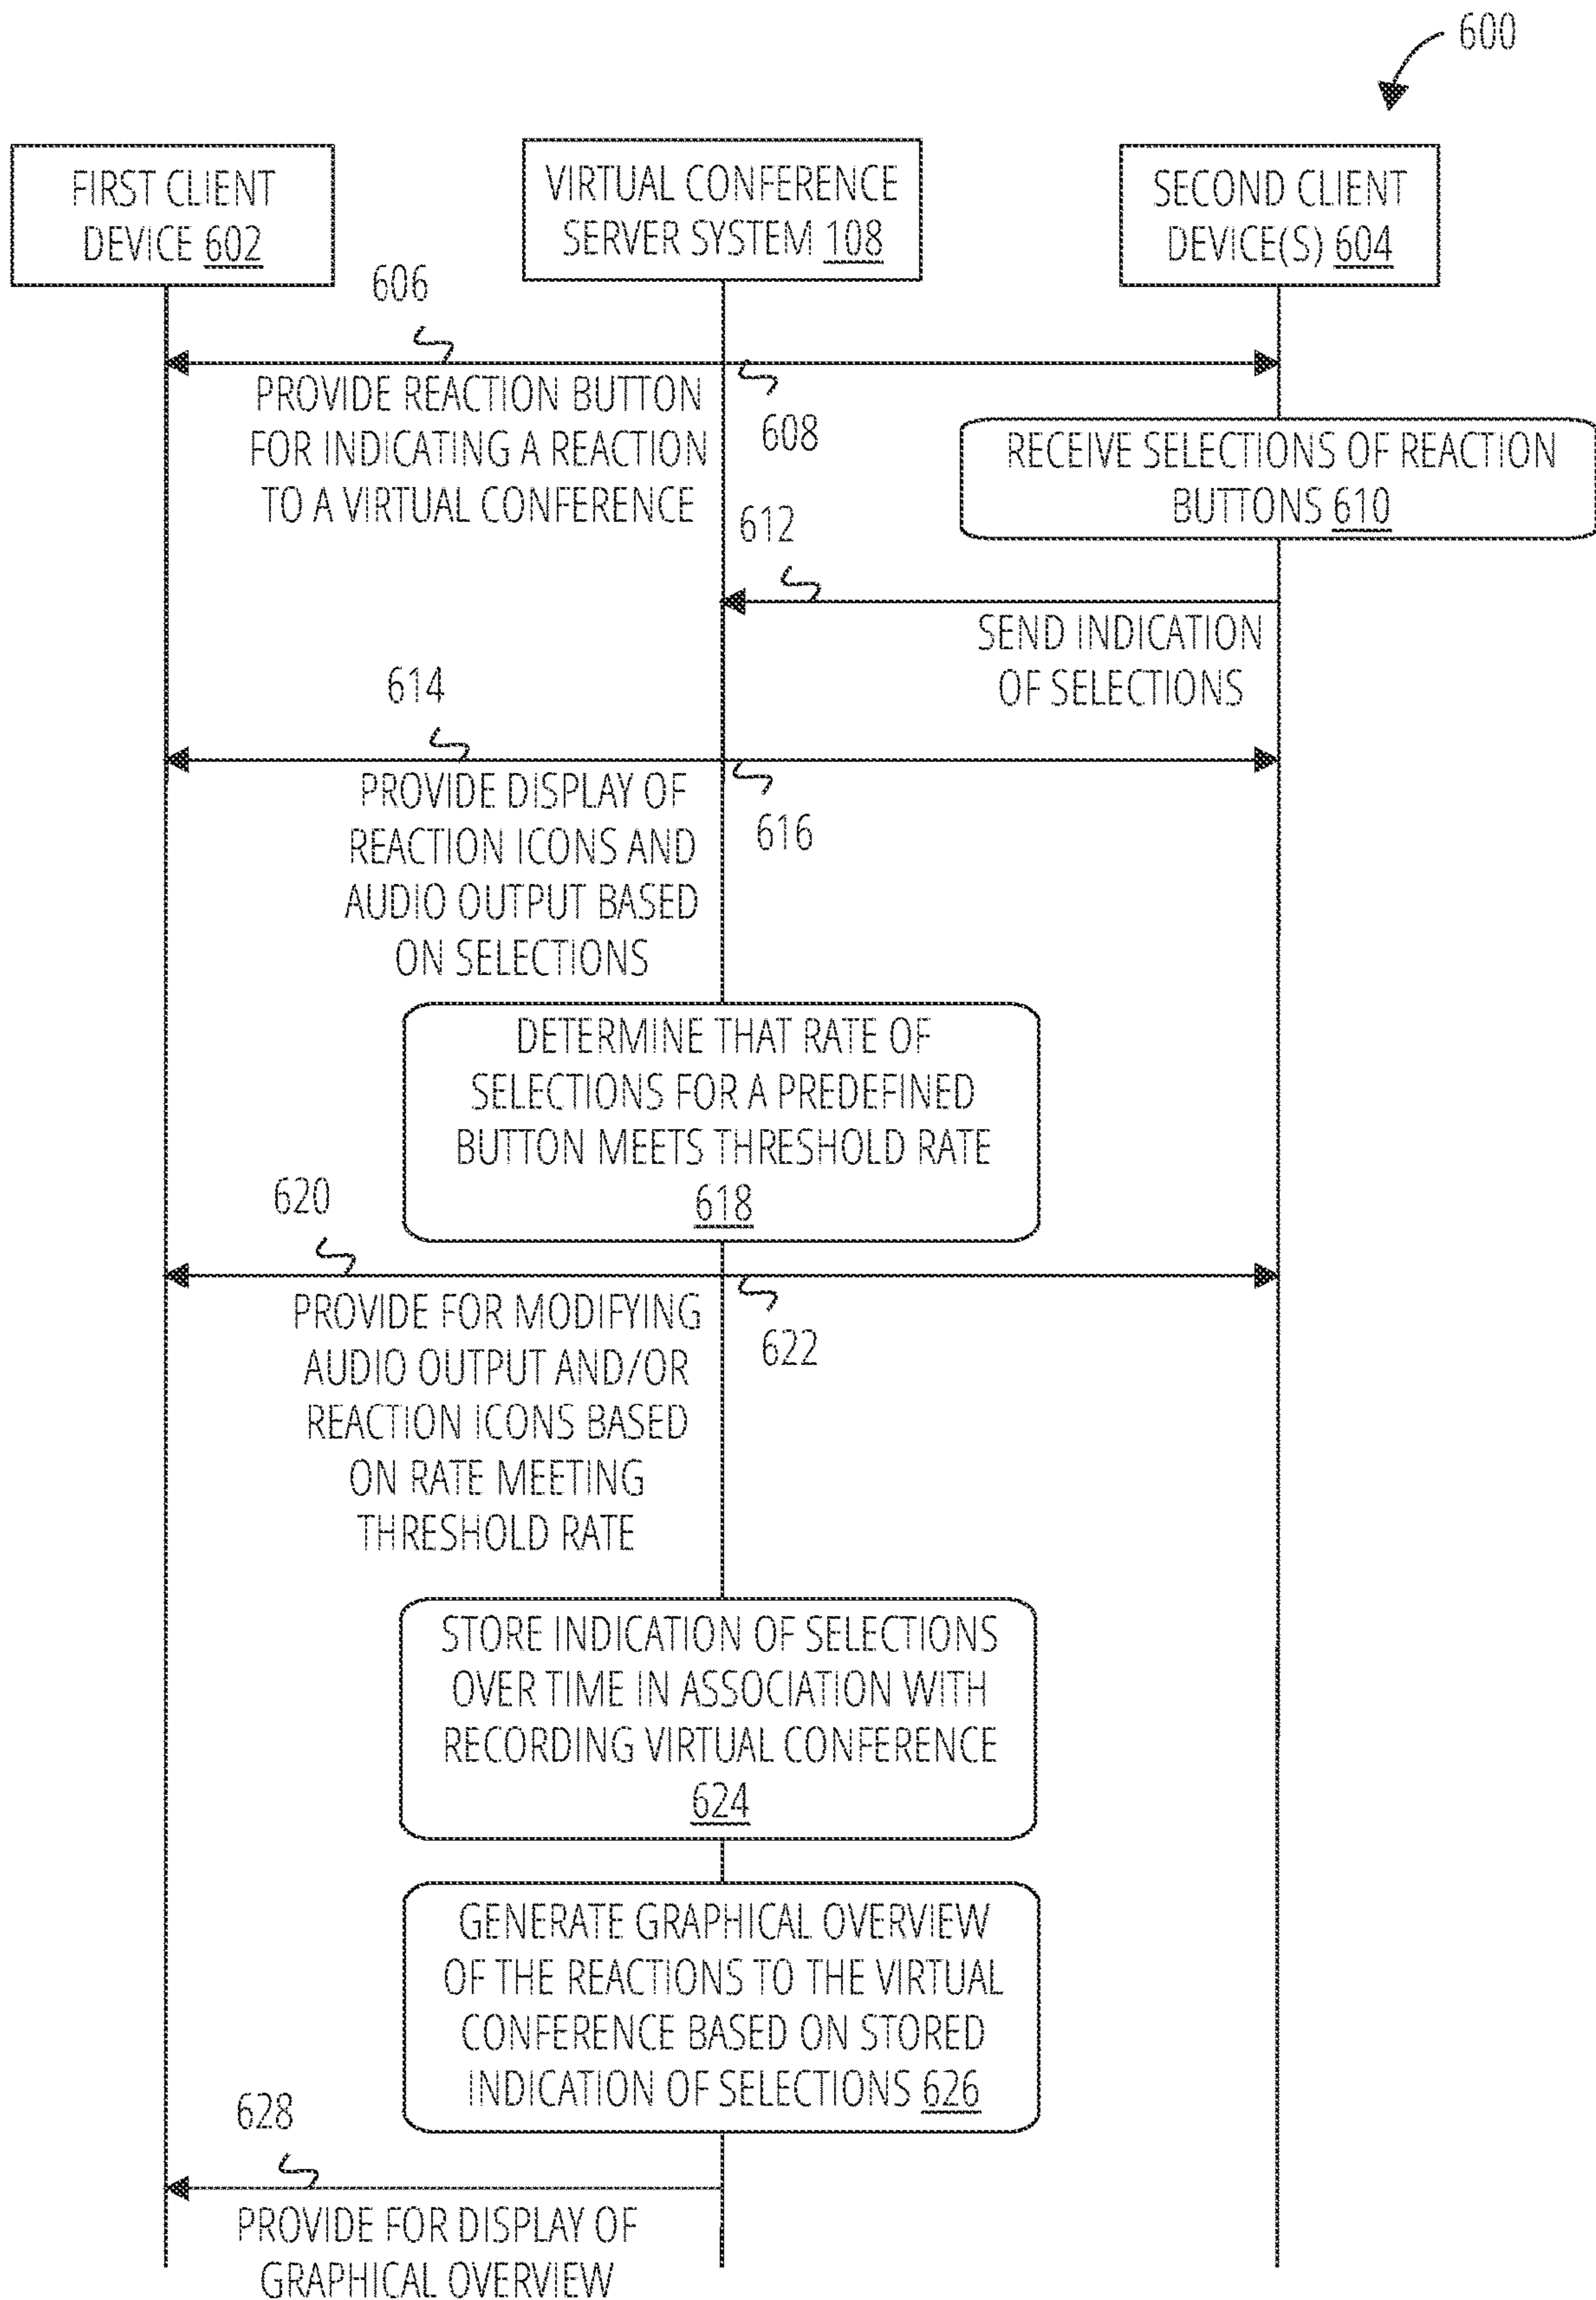 600
FIRST CLIENT
DEVICE 602
VIRTUAL CONFERENCE
SERVER SYSTEM 108
SECOND CLIENT
DEVICE(S) 604
606
PROVIDE REACTION BUTTON
FOR INDICATING A REACTION
TO A VIRTUAL CONFERENCE
608
RECEIVE SELECTIONS OF REACTION
BUTTONS 610
612
SEND INDICATION
OF SELECTIONS
614
PROVIDE DISPLAY OF
REACTION ICONS AND
AUDIO OUTPUT BASED
ON SELECTIONS
616
DETERMINE THAT RATE OF
SELECTIONS FOR A PREDEFINED
BUTTON MEETS THRESHOLD RATE
618
620
PROVIDE FOR MODIFYING
AUDIO OUTPUT AND/OR
REACTION ICONS BASED
ON RATE MEETING
THRESHOLD RATE
622
STORE INDICATION OF SELECTIONS
OVER TIME IN ASSOCIATION WITH
RECORDING VIRTUAL CONFERENCE
624
GENERATE GRAPHICAL OVERVIEW
OF THE REACTIONS TO THE VIRTUAL
CONFERENCE BASED ON STORED
INDICATION OF SELECTIONS 626
628
PROVIDE FOR DISPLAY OF
GRAPHICAL OVERVIEW